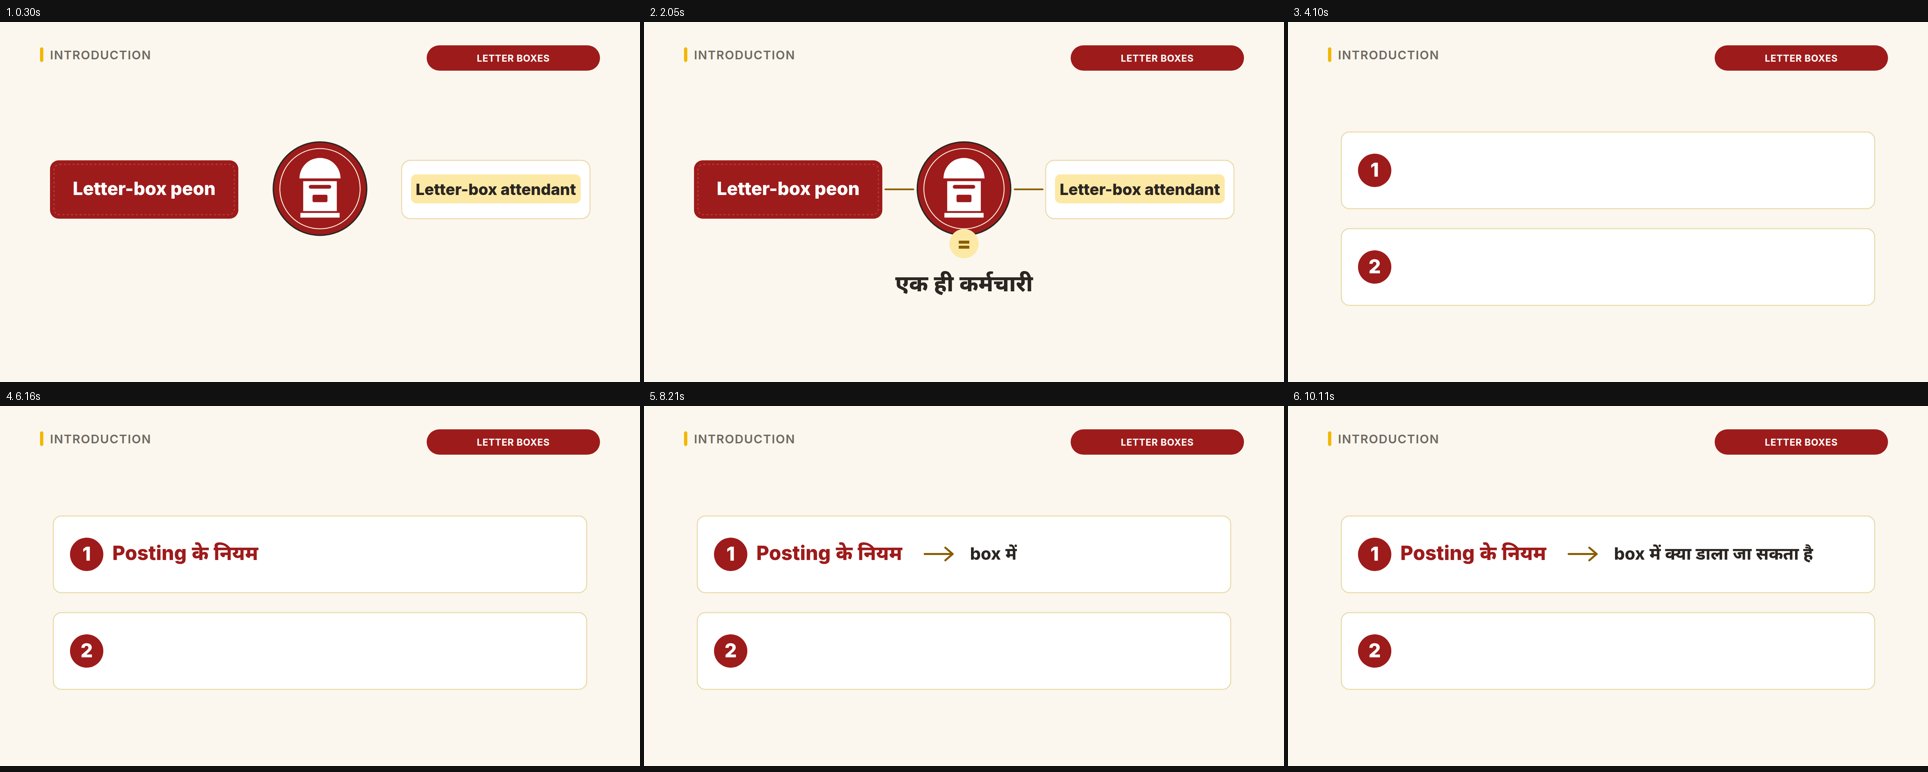 1. 0.30s
INTRODUCTION
LETTER BOXES
Letter-box peon
Letter-box attendant
2. 2.05s
INTRODUCTION
LETTER BOXES
Letter-box peon
Letter-box attendant
=
एक ही कर्मचारी
3. 4.10s
INTRODUCTION
LETTER BOXES
1
2
4. 6.16s
INTRODUCTION
LETTER BOXES
1 Posting के नियम
2
5. 8.21s
INTRODUCTION
LETTER BOXES
1 Posting के नियम → box में
2
6. 10.11s
INTRODUCTION
LETTER BOXES
1 Posting के नियम → box में क्या डाला जा सकता है
2